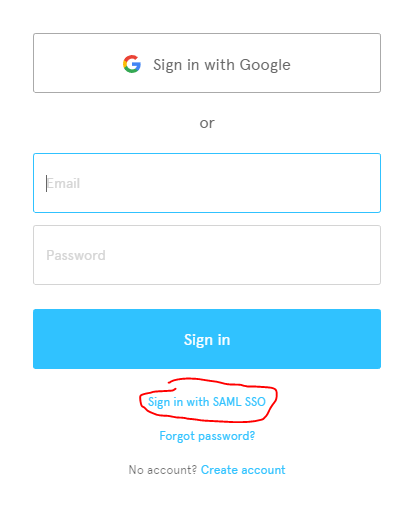 Sign in with Google
or
Email
Password
Sign in
Sign in with SAML SSO
Forgot password?
No account? Create account